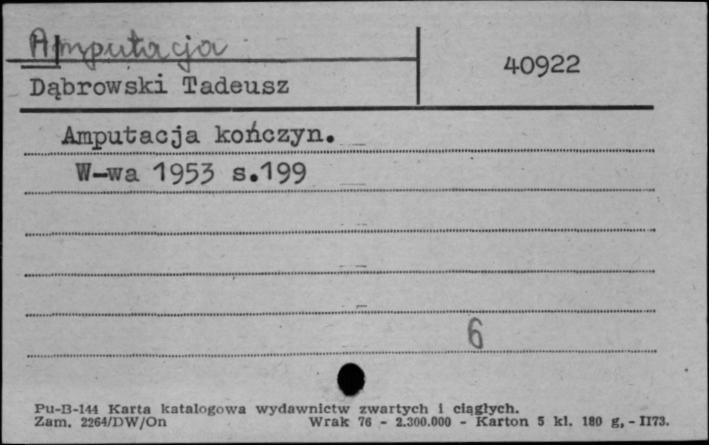 Amputacja
40922
Dąbrowski Tadeusz
Amputacja kończyn.
W-wa 1953 s.199
6
Pu-B-144 Karta katalogowa wydawnictw zwartych i ciągłych.
Zam. 2264/DW/On Wrak 76 - 2.300.000 - Karton 5 kl. 180 g, - II73.